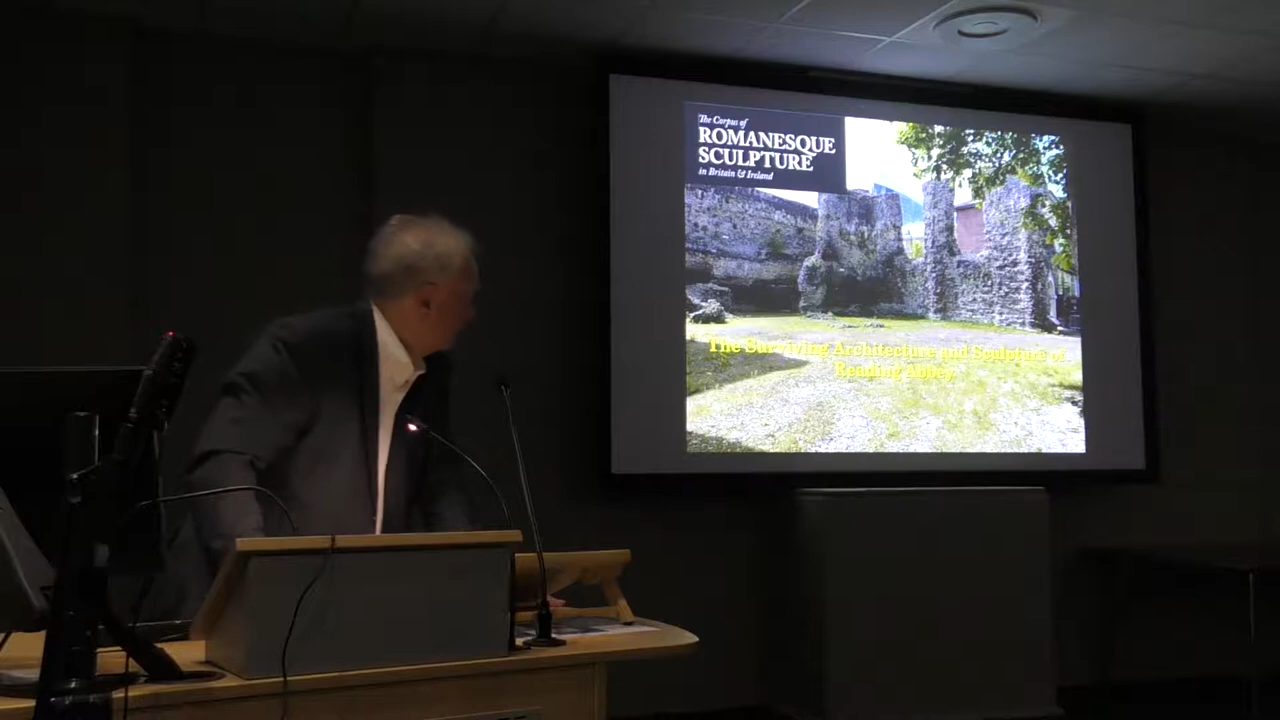 The Corpus of
ROMANESQUE
SCULPTURE
in Britain & Ireland
The Surviving Architecture and Sculpture of
Reading Abbey